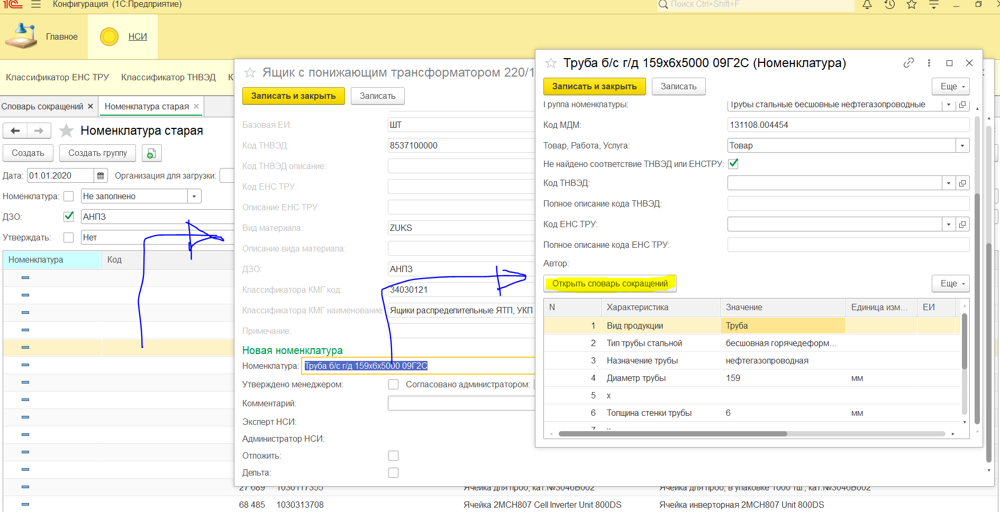 Конфигурация (1С:Предприятие)
Поиск Ctrl+Shift+F
Главное
НСИ
Классификатор ЕНС ТРУ Классификатор ТНВЭД К
Словарь сокращений × Номенклатура старая ×
Номенклатура старая
Создать Создать группу
Дата: 01.01.2020 Организация для загрузки:
Номенклатура: Не заполнено
ДЗО: АНПЗ
Утверждать: Нет
Номенклатура Код
27 689 1030117355 Ячейка для проб, кат.№3046В002 Ячейка для проб, в упаковке 1000 тш., кат.№3046В002
68 485 1030313708 Ячейка 2МСН807 Cell Inverter Unit 800DS Ячейка инверторная 2МСН807 Unit 800DS
Ящик с понижающим трансформатором 220/1
Записать и закрыть Записать
Базовая ЕИ: ШТ
Код ТНВЭД: 8537100000
Код ТНВЭД описание:
Код ЕНС ТРУ:
Описание ЕНС ТРУ:
Вид материала: ZUKS
Описание вида материала:
ДЗО: АНПЗ
Классификатора КМГ код: 34030121
Классификатора КМГ наименование: Ящики распределительные ЯТП, УКП
Примечание:
Новая номенклатура
Номенклатура: Труба б/с г/д 159х6х5000 09Г2С
Утверждено менеджером: Согласовано администратором:
Комментарий:
Эксперт НСИ:
Администратор НСИ:
Отложить:
Дельта:
Труба б/с г/д 159х6х5000 09Г2С (Номенклатура)
Записать и закрыть Записать Еще
Группа номенклатуры: Трубы стальные бесшовные нефтегазопроводные
Код МДМ: 131108.004454
Товар, Работа, Услуга: Товар
Не найдено соответствие ТНВЭД или ЕНСТРУ:
Код ТНВЭД:
Полное описание кода ТНВЭД:
Код ЕНС ТРУ:
Полное описание кода ЕНС ТРУ:
Автор:
Открыть словарь сокращений Еще
N Характеристика Значение Единица изм... ЕИ
1 Вид продукции Труба
2 Тип трубы стальной бесшовная горячедеформ...
3 Назначение трубы нефтегазопроводная
4 Диаметр трубы 159 мм
5 х
6 Толщина стенки трубы 6 мм
7 х